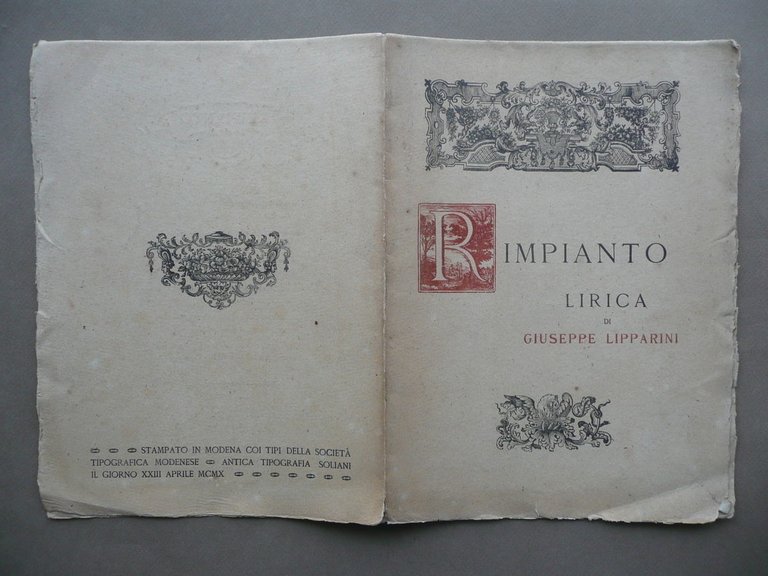 RIMPIANTO
LIRICA
DI
GIUSEPPE LIPPARINI
STAMPATO IN MODENA COI TIPI DELLA SOCIETÀ
TIPOGRAFICA MODENESE - ANTICA TIPOGRAFIA SOLIANI
IL GIORNO XXIII APRILE MCMX